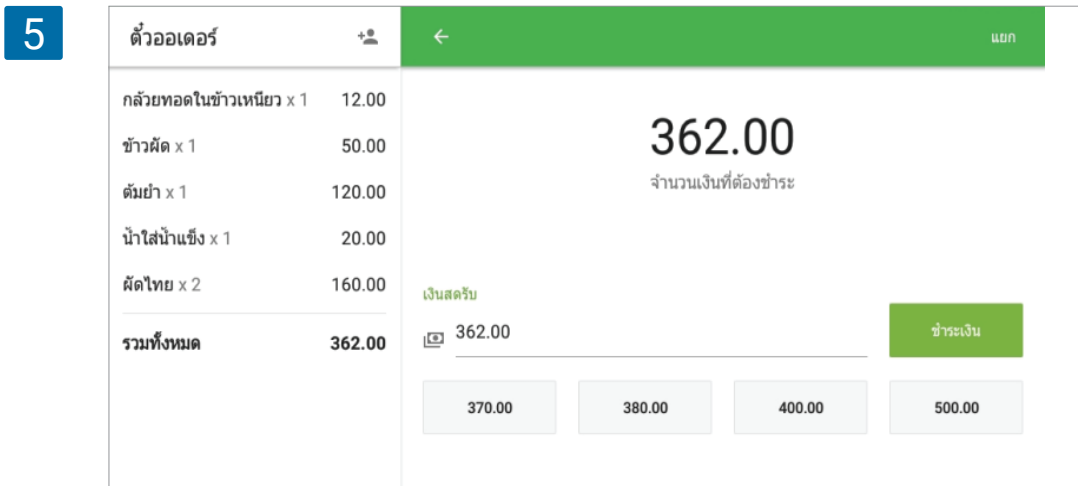 5
ตั๋วออเดอร์
แยก
กล้วยทอดในข้าวเหนียว x 1 12.00
ข้าวผัด x 1 50.00
ต้มยำ x 1 120.00
น้ำใส่น้ำแข็ง x 1 20.00
ผัดไทย x 2 160.00
รวมทั้งหมด 362.00
362.00
จำนวนเงินที่ต้องชำระ
เงินสดรับ
362.00
ชำระเงิน
370.00 380.00 400.00 500.00